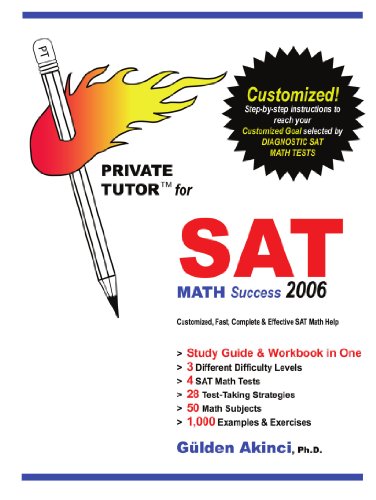 PT
Customized!
Step-by-step instructions to
reach your
Customized Goal selected by
DIAGNOSTIC SAT
MATH TESTS
PRIVATE
TUTOR™ for
SAT
MATH Success 2006
Customized, Fast, Complete & Effective SAT Math Help
> Study Guide & Workbook in One
> 3 Different Difficulty Levels
> 4 SAT Math Tests
> 28 Test-Taking Strategies
> 50 Math Subjects
> 1,000 Examples & Exercises
Gülden Akinci, Ph.D.